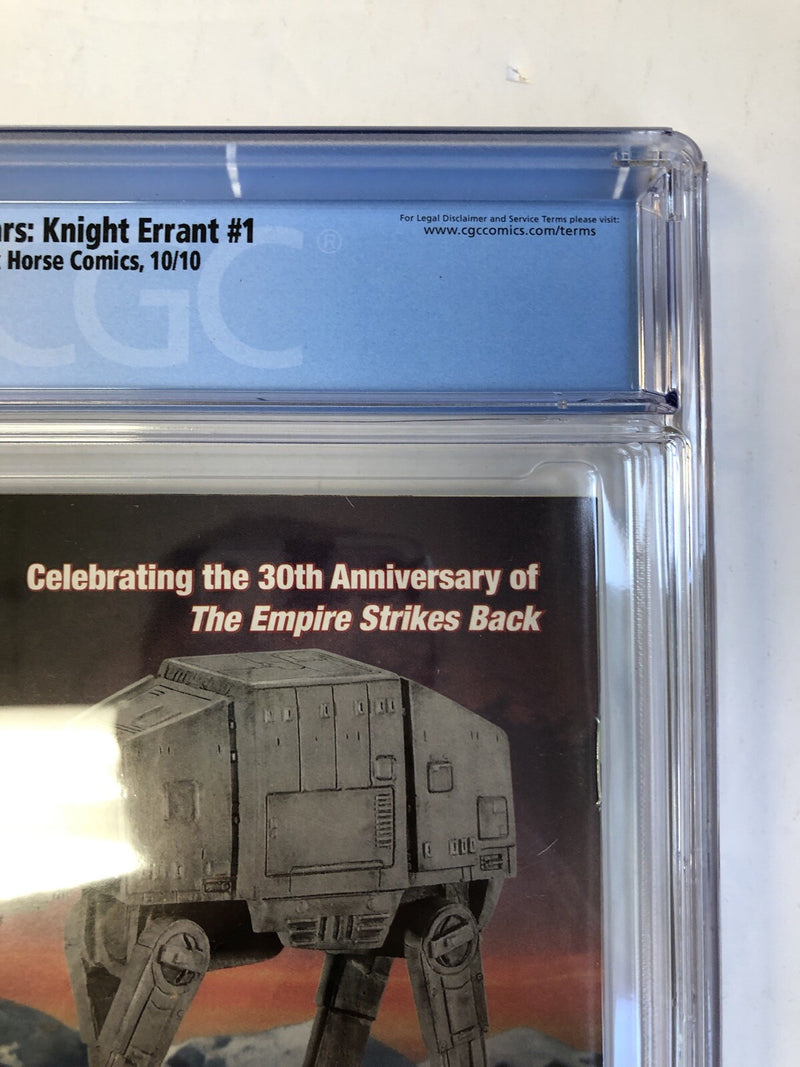 ars: Knight Errant #1
Horse Comics, 10/10
For Legal Disclaimer and Service Terms please visit:
www.cgccomics.com/terms
CGC ®
Celebrating the 30th Anniversary of
The Empire Strikes Back